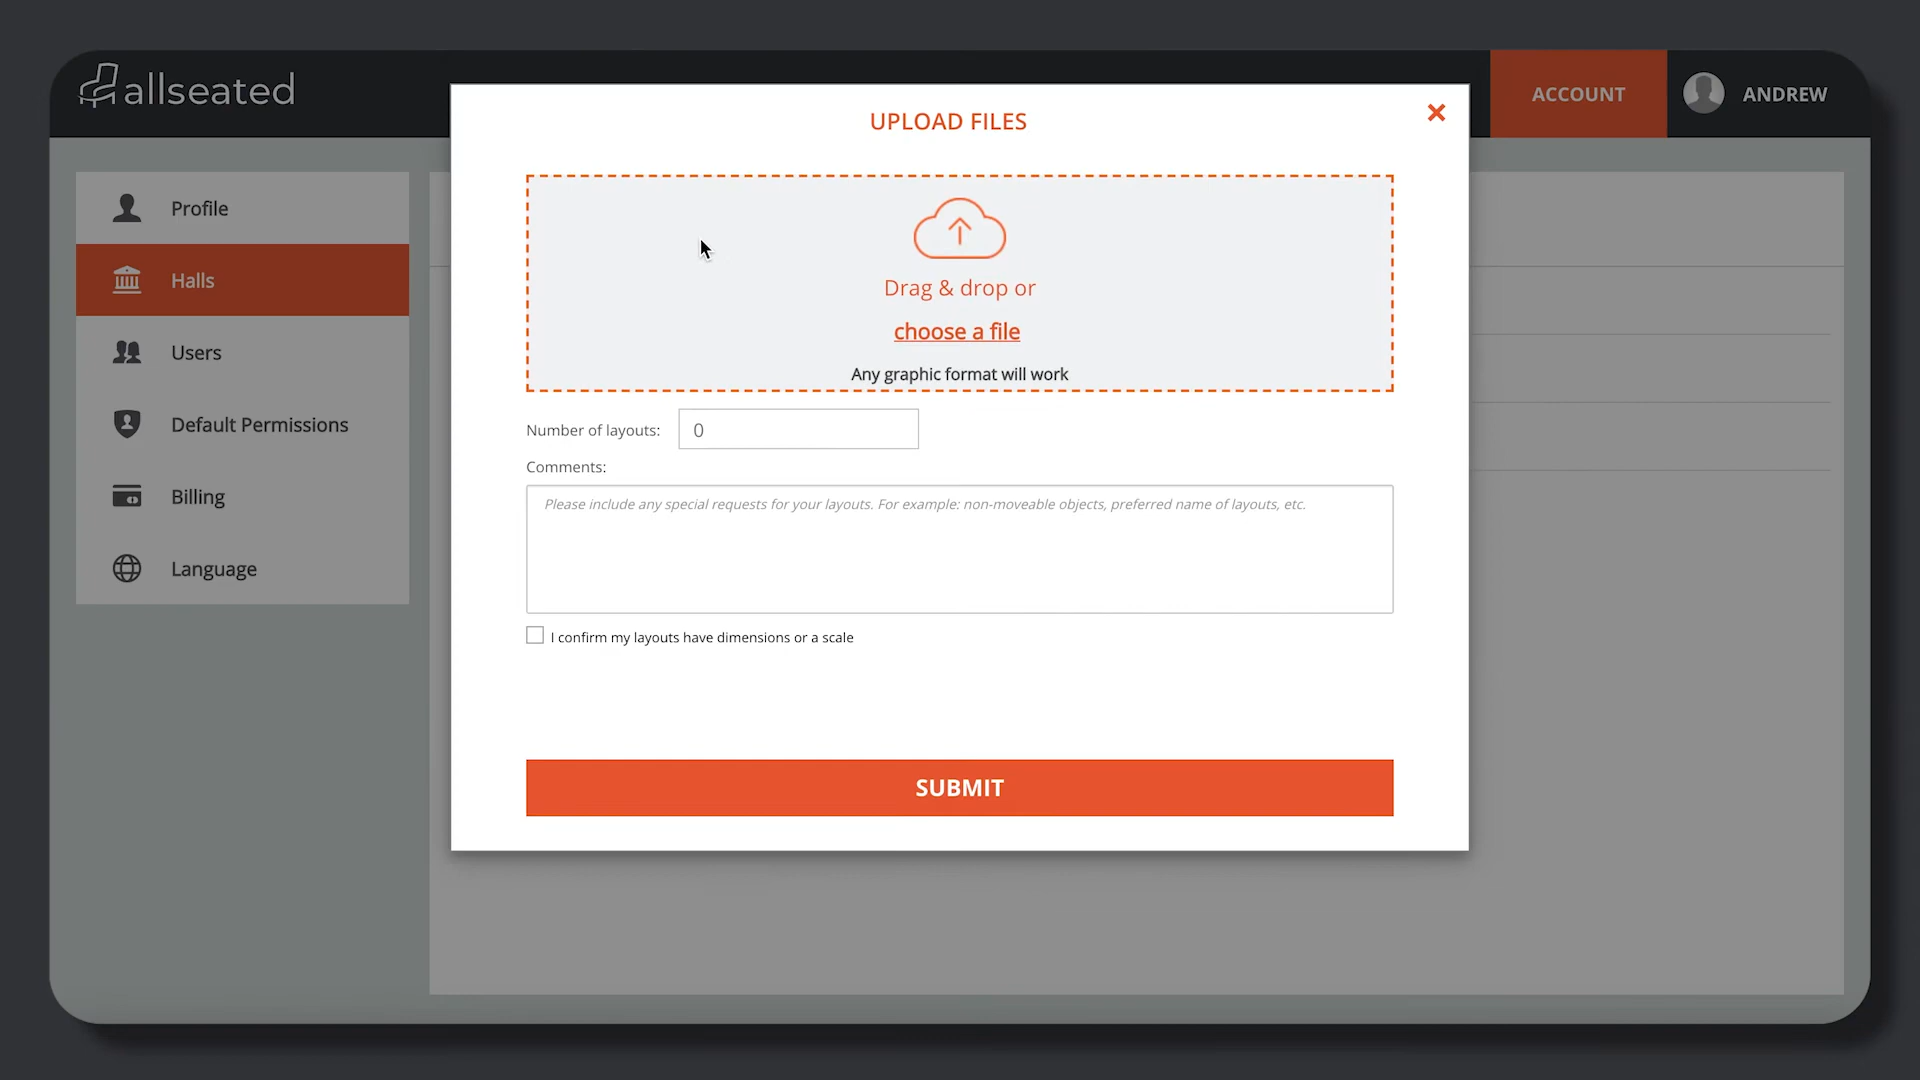 allseated
ACCOUNT
ANDREW
Profile
Halls
Users
Default Permissions
Billing
Language
UPLOAD FILES
Drag & drop or
choose a file
Any graphic format will work
Number of layouts: 0
Comments:
Please include any special requests for your layouts. For example: non-moveable objects, preferred name of layouts, etc.
I confirm my layouts have dimensions or a scale
SUBMIT